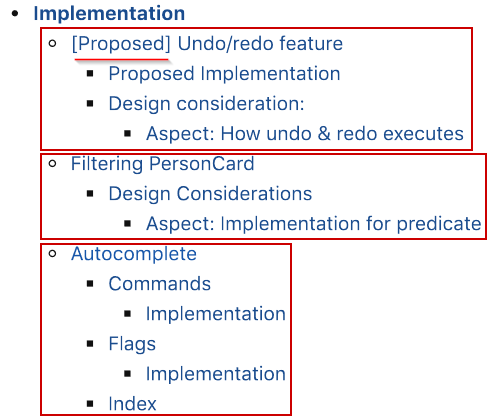 Implementation
[Proposed] Undo/redo feature
Proposed Implementation
Design consideration:
Aspect: How undo & redo executes
Filtering PersonCard
Design Considerations
Aspect: Implementation for predicate
Autocomplete
Commands
Implementation
Flags
Implementation
Index